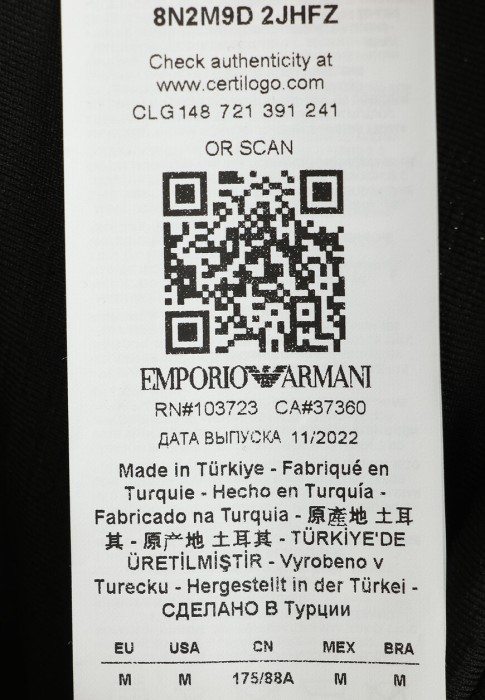 8N2M9D 2JHFZ
Check authenticity at
www.certilogo.com
CLG 148 721 391 241
OR SCAN
EMPORIO ARMANI
RN#103723 CA#37360
ДАТА ВЫПУСКА 11/2022
Made in Türkiye - Fabriqué en
Turquie - Hecho en Turquía -
Fabricado na Turquia - 原產地 土耳
其 - 原产地 土耳其 - TÜRKİYE'DE
ÜRETİLMİŞTİR - Vyrobeno v
Turecku - Hergestellt in der Türkei -
СДЕЛАНО В Турции
EU USA CN MEX BRA
M M 175/88A M M